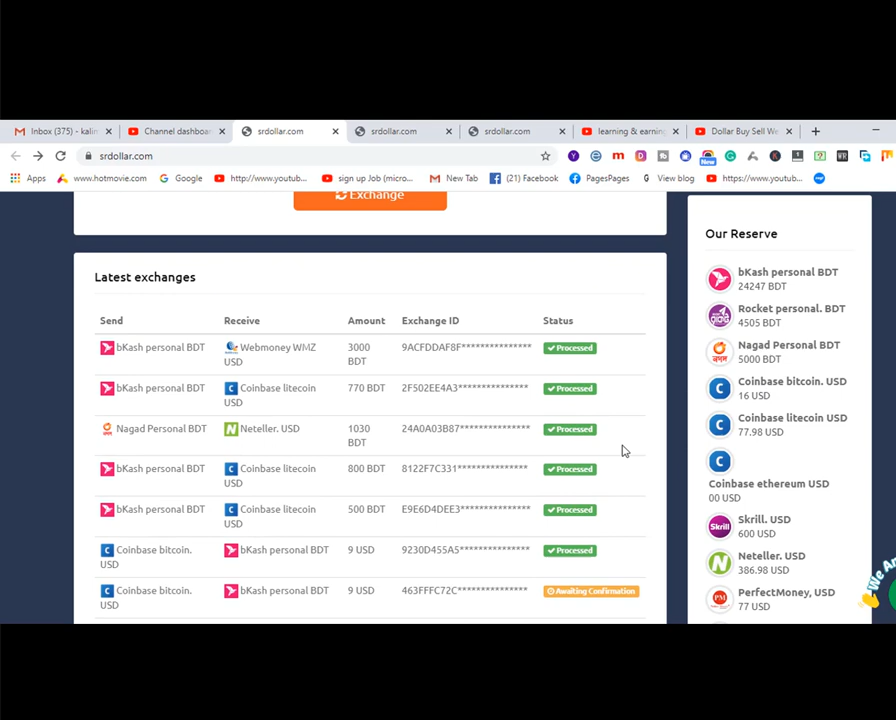 Inbox (375) - kalim
Channel dashboa
srdollar.com
srdollar.com
srdollar.com
learning & earning
Dollar Buy Sell We
srdollar.com
New
Apps
www.hotmovie.com
Google
http://www.youtub...
sign up Job (micro...
New Tab
(21) Facebook
PagesPages
View blog
https://www.youtub...
Exchange
Our Reserve
Latest exchanges
Send Receive Amount Exchange ID Status
bKash personal BDT Webmoney WMZ 3000 9ACFDDAF8F*************** Processed
USD BDT
bKash personal BDT Coinbase litecoin 770 BDT 2F502EE4A3*************** Processed
USD
Nagad Personal BDT Neteller. USD 1030 24A0A03B87*************** Processed
BDT
bKash personal BDT Coinbase litecoin 800 BDT 8122F7C331*************** Processed
USD
bKash personal BDT Coinbase litecoin 500 BDT E9E6D4DEE3*************** Processed
USD
Coinbase bitcoin. bKash personal BDT 9 USD 9230D455A5*************** Processed
USD
Coinbase bitcoin. bKash personal BDT 9 USD 463FFFC72C*************** Awaiting Confirmation
USD
bKash personal BDT
24247 BDT
Rocket personal. BDT
4505 BDT
Nagad Personal BDT
5000 BDT
Coinbase bitcoin. USD
16 USD
Coinbase litecoin USD
77.98 USD
Coinbase ethereum USD
00 USD
Skrill
Skrill. USD
600 USD
Neteller. USD
386.98 USD
PM
PerfectMoney, USD
77 USD
We Ar